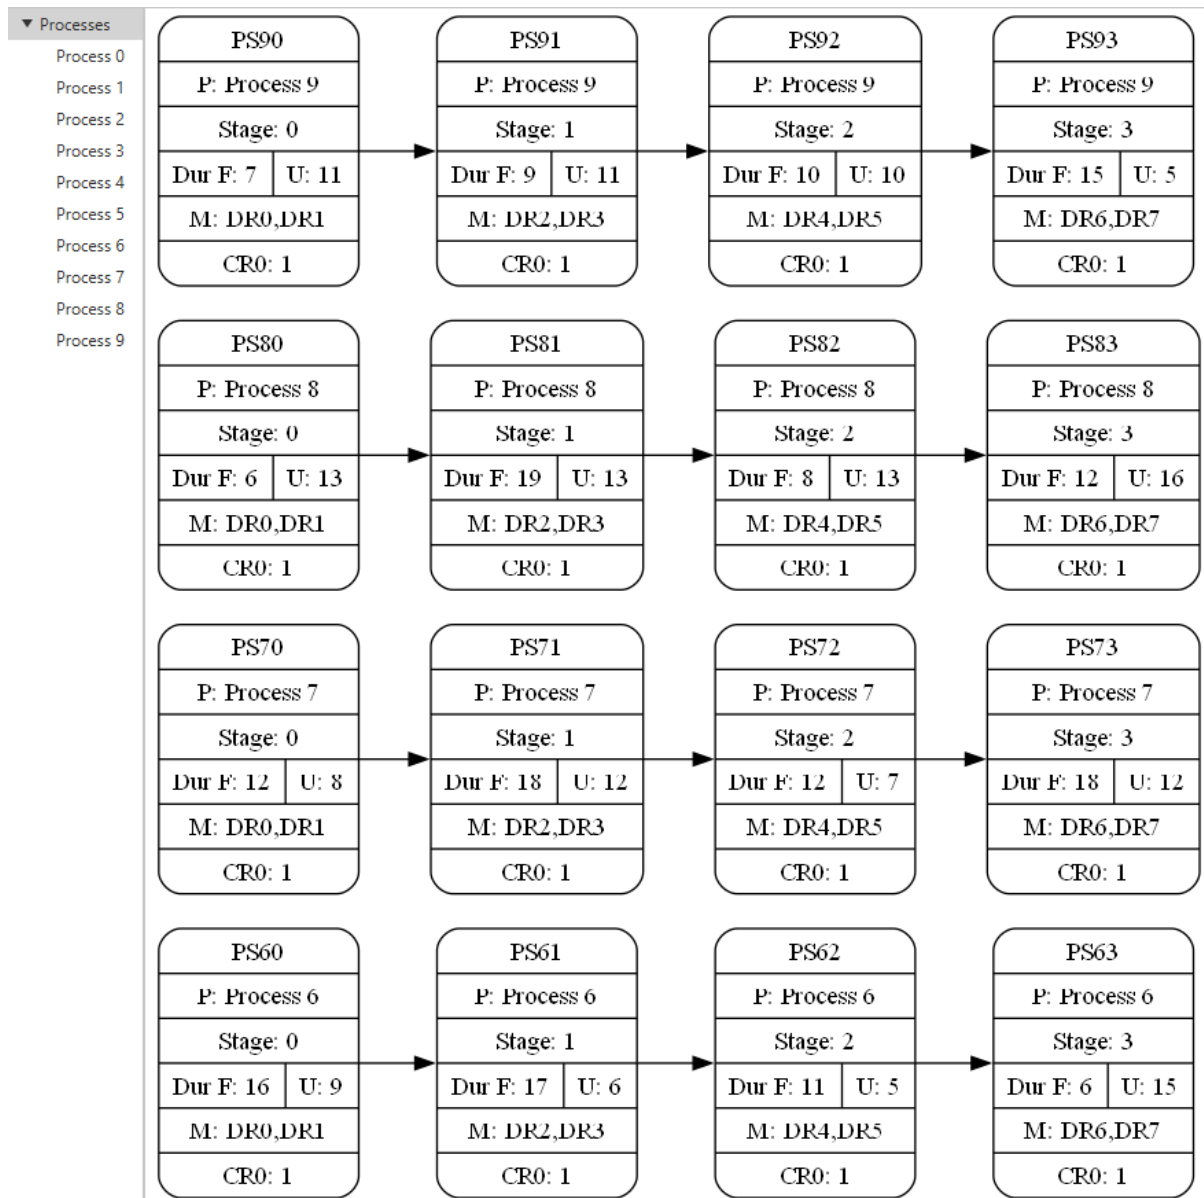 Processes
Process 0
Process 1
Process 2
Process 3
Process 4
Process 5
Process 6
Process 7
Process 8
Process 9
PS90 PS91 PS92 PS93
P: Process 9 P: Process 9 P: Process 9 P: Process 9
Stage: 0 Stage: 1 Stage: 2 Stage: 3
Dur F: 7 U: 11 Dur F: 9 U: 11 Dur F: 10 U: 10 Dur F: 15 U: 5
M: DR0,DR1 M: DR2,DR3 M: DR4,DR5 M: DR6,DR7
CR0: 1 CR0: 1 CR0: 1 CR0: 1
PS80 PS81 PS82 PS83
P: Process 8 P: Process 8 P: Process 8 P: Process 8
Stage: 0 Stage: 1 Stage: 2 Stage: 3
Dur F: 6 U: 13 Dur F: 19 U: 13 Dur F: 8 U: 13 Dur F: 12 U: 16
M: DR0,DR1 M: DR2,DR3 M: DR4,DR5 M: DR6,DR7
CR0: 1 CR0: 1 CR0: 1 CR0: 1
PS70 PS71 PS72 PS73
P: Process 7 P: Process 7 P: Process 7 P: Process 7
Stage: 0 Stage: 1 Stage: 2 Stage: 3
Dur F: 12 U: 8 Dur F: 18 U: 12 Dur F: 12 U: 7 Dur F: 18 U: 12
M: DR0,DR1 M: DR2,DR3 M: DR4,DR5 M: DR6,DR7
CR0: 1 CR0: 1 CR0: 1 CR0: 1
PS60 PS61 PS62 PS63
P: Process 6 P: Process 6 P: Process 6 P: Process 6
Stage: 0 Stage: 1 Stage: 2 Stage: 3
Dur F: 16 U: 9 Dur F: 17 U: 6 Dur F: 11 U: 5 Dur F: 6 U: 15
M: DR0,DR1 M: DR2,DR3 M: DR4,DR5 M: DR6,DR7
CR0: 1 CR0: 1 CR0: 1 CR0: 1